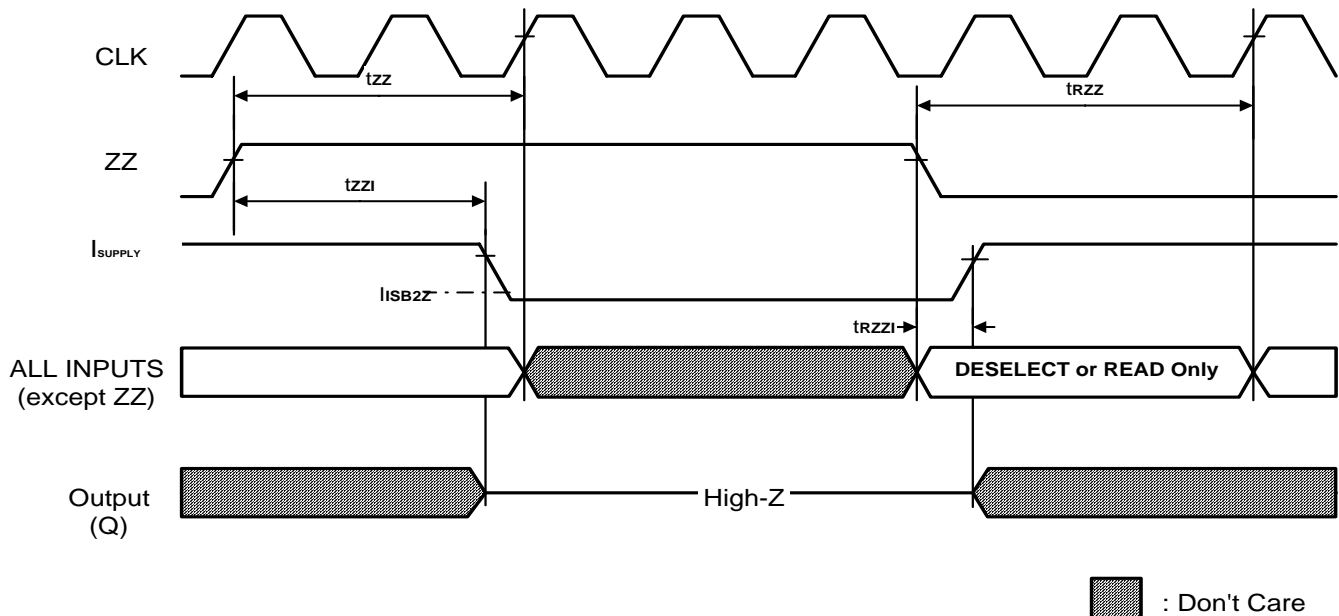 CLK
tZZ
tRZZ
ZZ
tZZI
ISUPPLY
IISB2Z
tRZZI
ALL INPUTS
(except ZZ)
DESELECT or READ Only
Output
(Q)
High-Z
: Don't Care